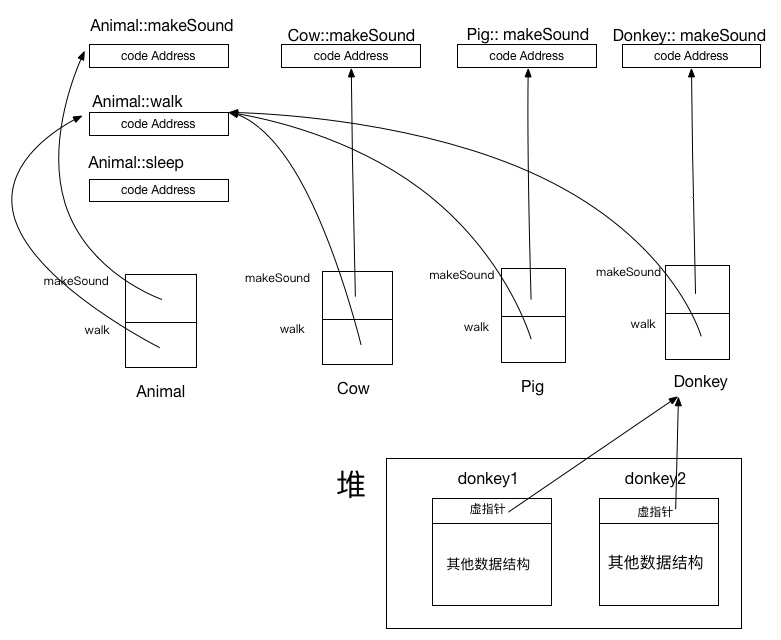 Animal::makeSound
code Address
Cow::makeSound
code Address
Pig:: makeSound
code Address
Donkey:: makeSound
code Address
Animal::walk
code Address
Animal::sleep
code Address
makeSound
walk
Animal
makeSound
walk
Cow
makeSound
walk
Pig
makeSound
walk
Donkey
堆
donkey1
虚指针
其他数据结构
donkey2
虚指针
其他数据结构